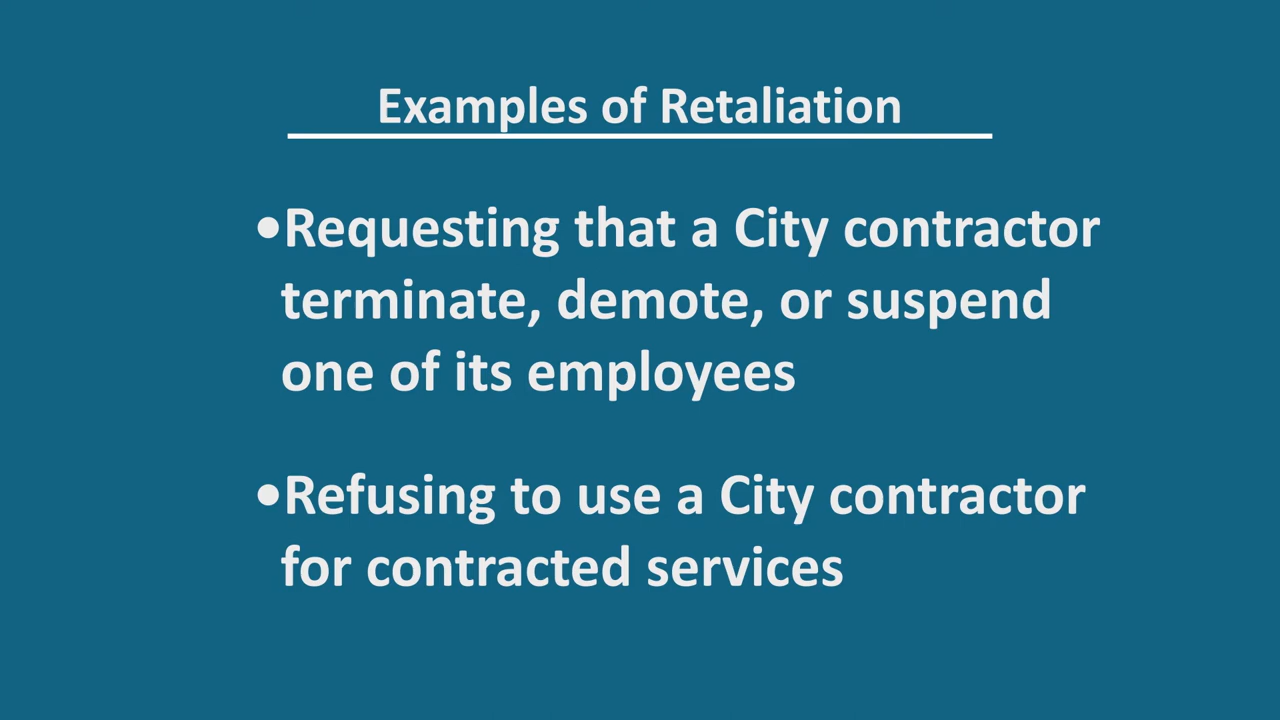 Examples of Retaliation
•Requesting that a City contractor
terminate, demote, or suspend
one of its employees
•Refusing to use a City contractor
for contracted services